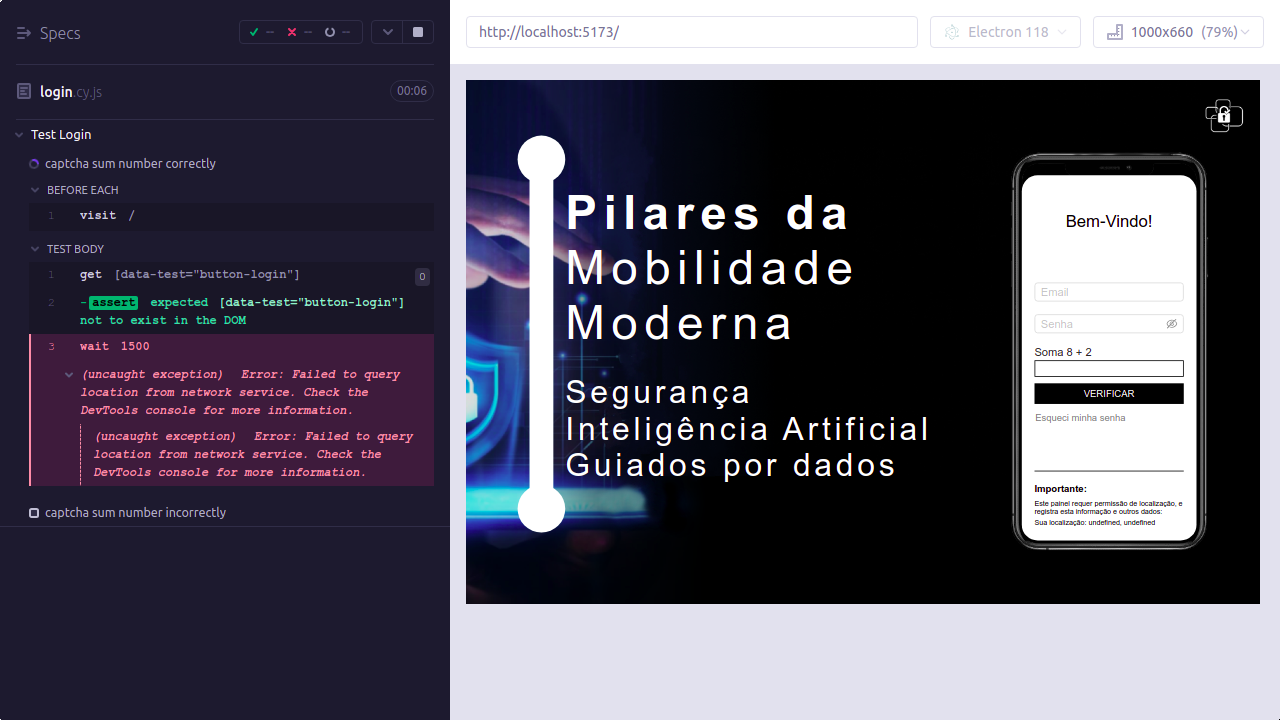 Specs
-- -- --
login.cy.js
00:06
Test Login
captcha sum number correctly
BEFORE EACH
1 visit /
TEST BODY
1 get [data-test="button-login"] 0
2 -assert expected [data-test="button-login"]
not to exist in the DOM
3 wait 1500
(uncaught exception) Error: Failed to query
location from network service. Check the
DevTools console for more information.
(uncaught exception) Error: Failed to query
location from network service. Check the
DevTools console for more information.
captcha sum number incorrectly
http://localhost:5173/
Electron 118
1000x660 (79%)
Pilares da
Mobilidade
Moderna
Segurança
Inteligência Artificial
Guiados por dados
Bem-Vindo!
Email
Senha
Soma 8 + 2
VERIFICAR
Esqueci minha senha
Importante:
Este painel requer permissão de localização, e
registra esta informação e outros dados:
Sua localização: undefined, undefined